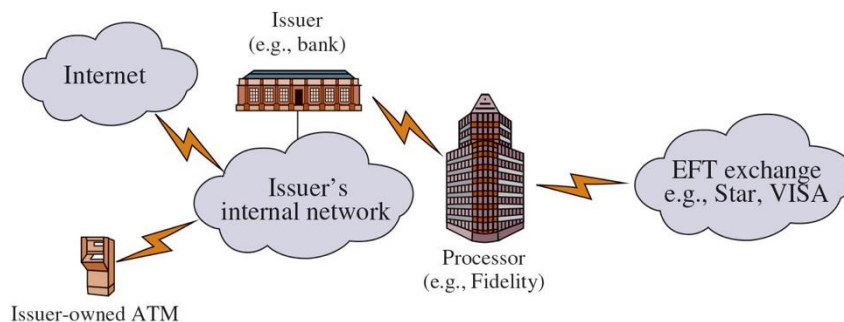 Issuer
(e.g., bank)
Internet
Issuer's
internal network
EFT exchange
e.g., Star, VISA
Processor
(e.g., Fidelity)
Issuer-owned ATM